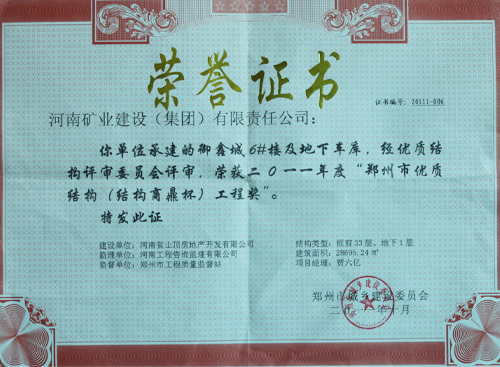 荣誉证书
证书编号：20111-006
河南矿业建设（集团）有限责任公司：
你单位承建的御鑫城6#楼及地下车库，经优质结
构评审委员会评审，荣获二〇一一年度“郑州市优质
结构（结构商鼎杯）工程奖”。
特发此证
建设单位：河南省山顶房地产开发有限公司
监理单位：河南工程咨询监理有限公司
监督单位：郑州市工程质量监督站
结构类型：框剪33层、地下1层
建筑面积：28695.24㎡
项目经理：贾六亿
郑州市城乡建设委员会